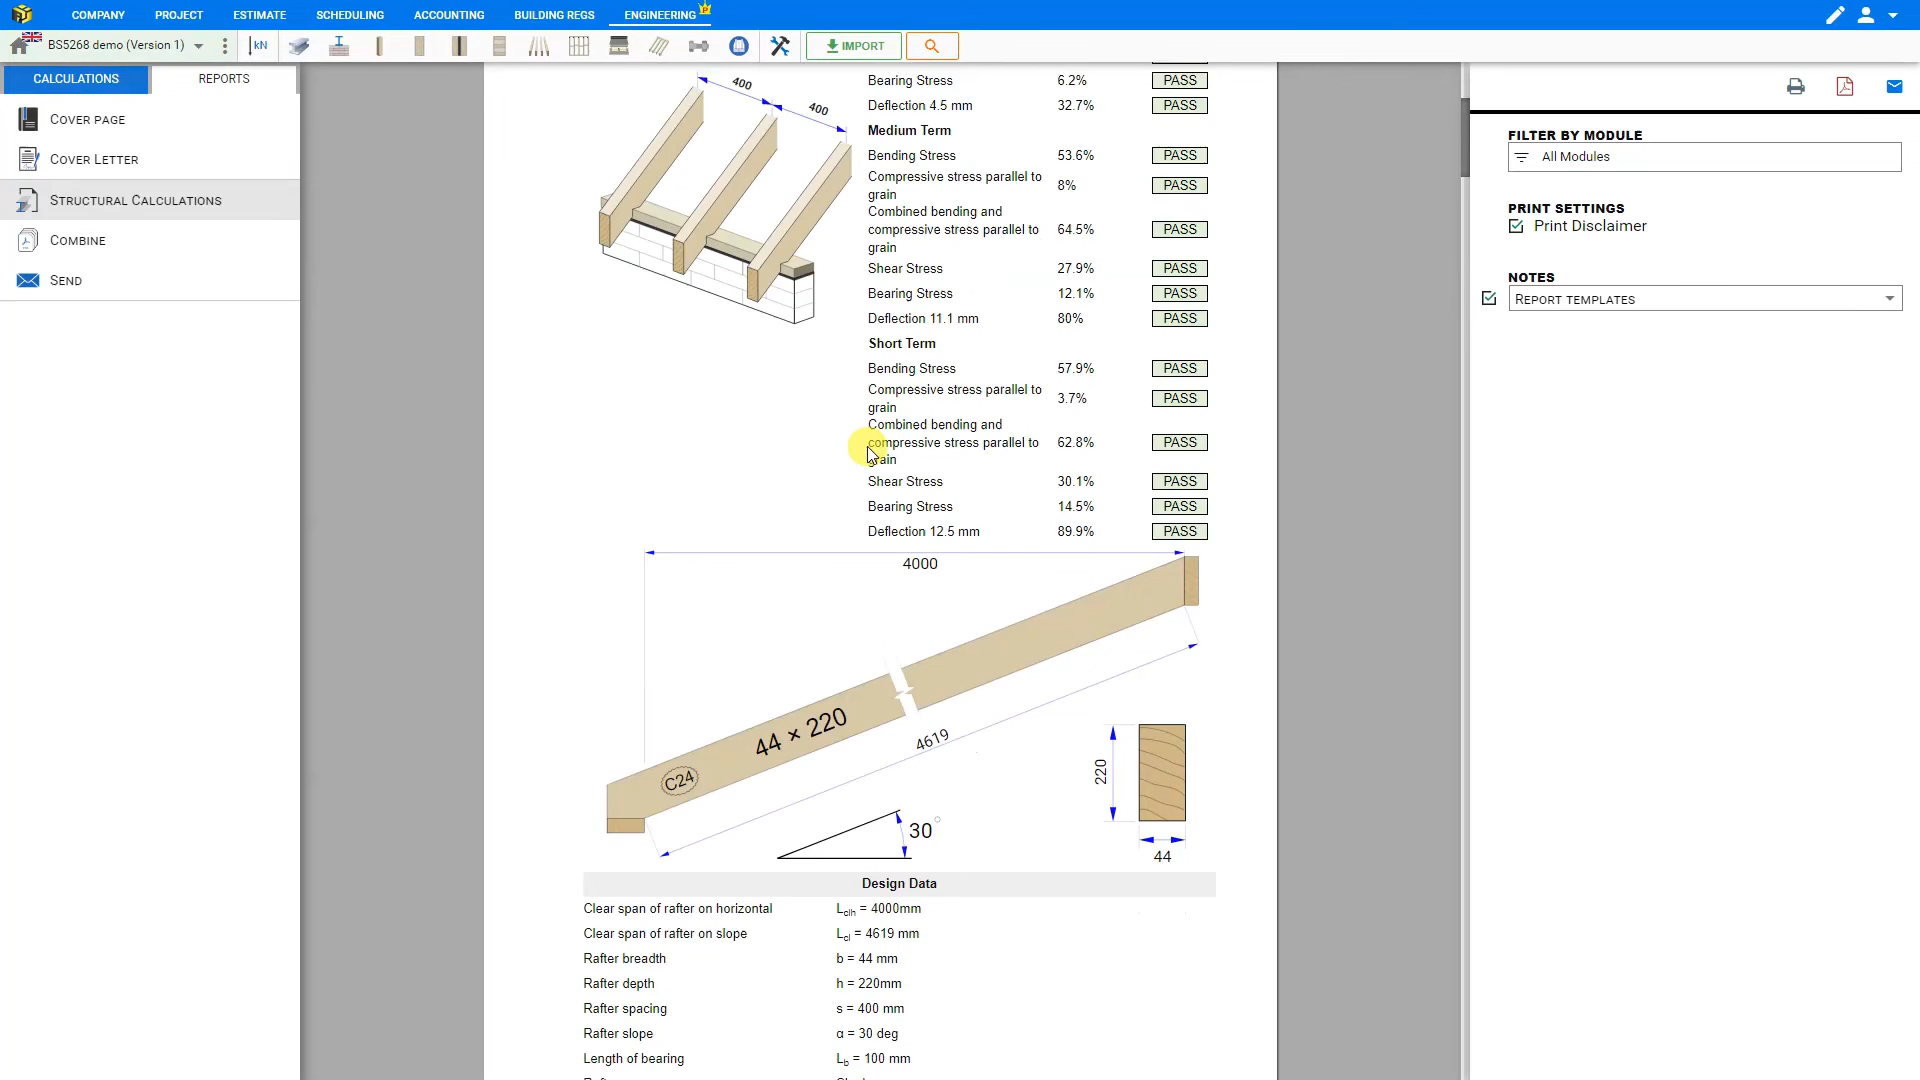 COMPANY PROJECT ESTIMATE SCHEDULING ACCOUNTING BUILDING REGS ENGINEERING
BS5268 demo (Version 1) kN IMPORT
CALCULATIONS REPORTS
COVER PAGE
COVER LETTER
STRUCTURAL CALCULATIONS
COMBINE
SEND
400
400
Bearing Stress 6.2% PASS
Deflection 4.5 mm 32.7% PASS
Medium Term
Bending Stress 53.6% PASS
Compressive stress parallel to
grain
8% PASS
Combined bending and
compressive stress parallel to
grain
64.5% PASS
Shear Stress 27.9% PASS
Bearing Stress 12.1% PASS
Deflection 11.1 mm 80% PASS
Short Term
Bending Stress 57.9% PASS
Compressive stress parallel to
grain
3.7% PASS
Combined bending and
compressive stress parallel to
grain
62.8% PASS
Shear Stress 30.1% PASS
Bearing Stress 14.5% PASS
Deflection 12.5 mm 89.9% PASS
4000
44 × 220
C24
4619
30°
220
44
Design Data
Clear span of rafter on horizontal Lclh = 4000mm
Clear span of rafter on slope Lcl = 4619 mm
Rafter breadth b = 44 mm
Rafter depth h = 220mm
Rafter spacing s = 400 mm
Rafter slope α = 30 deg
Length of bearing Lb = 100 mm
FILTER BY MODULE
All Modules
PRINT SETTINGS
Print Disclaimer
NOTES
REPORT TEMPLATES